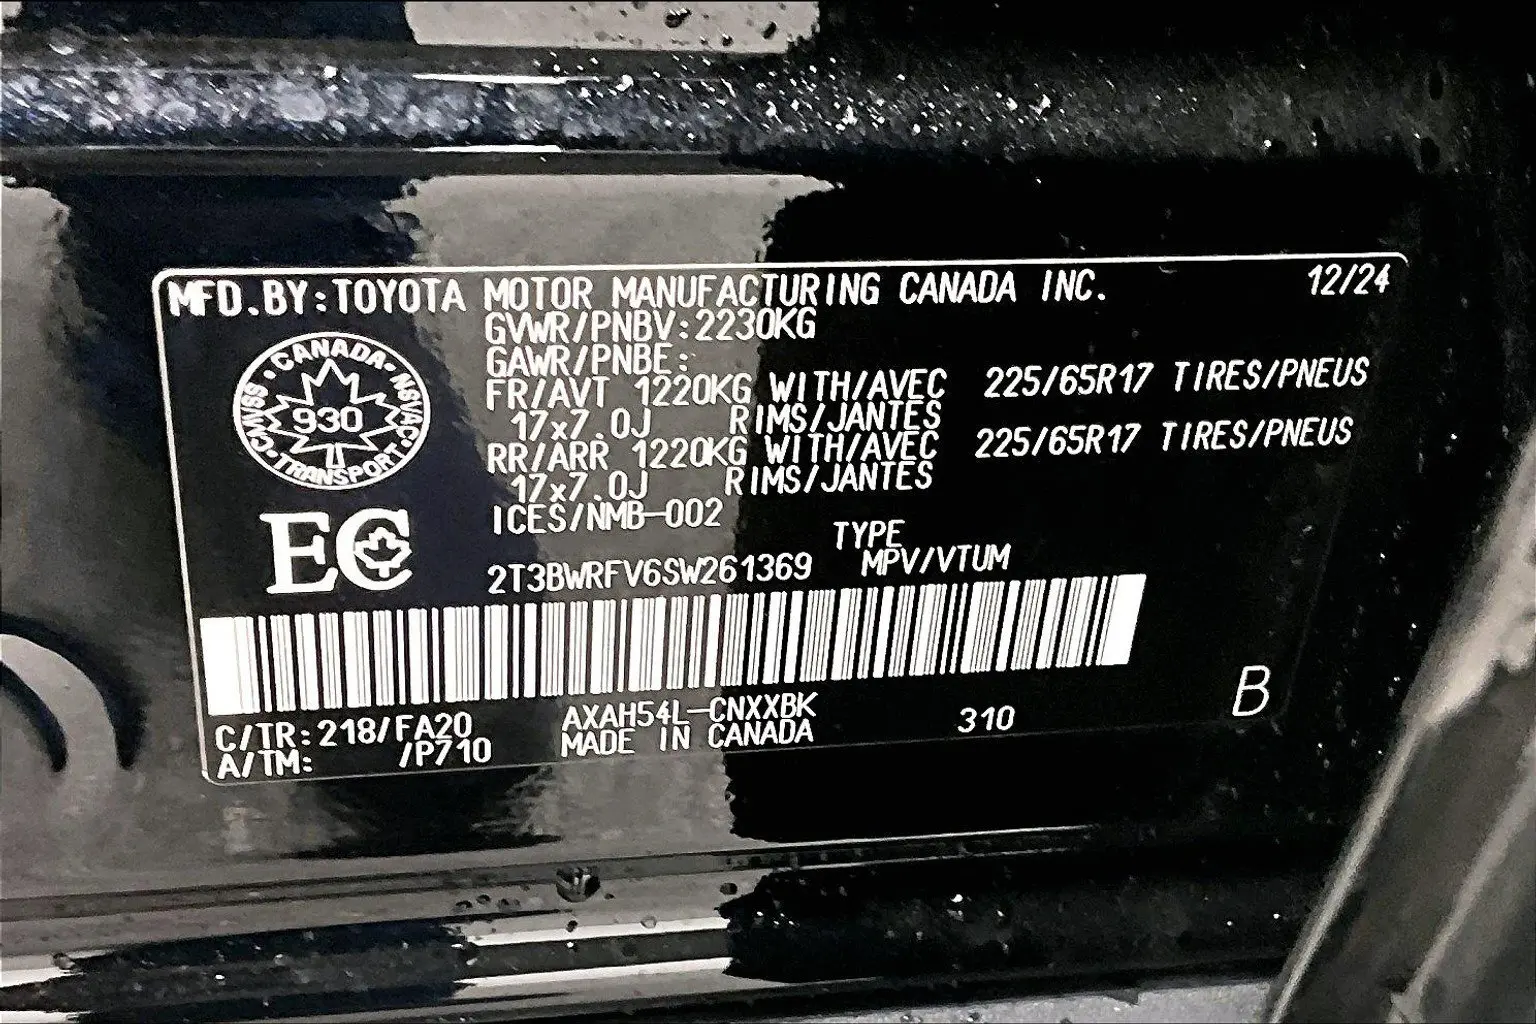 MFD.BY:TOYOTA MOTOR MANUFACTURING CANADA INC. 12/24
GVWR/PNBV:2230KG
GAWR/PNBE:
FR/AVT 1220KG WITH/AVEC 225/65R17 TIRES/PNEUS
17x7.0J RIMS/JANTES
RR/ARR 1220KG WITH/AVEC 225/65R17 TIRES/PNEUS
17x7.0J RIMS/JANTES
ICES/NMB-002
CANADA · NSVAC · TRANSPORT · CMVSS
930
EC
TYPE
2T3BWRFV6SW261369 MPV/VTUM
C/TR:218/FA20 AXAH54L-CNXXBK 310 B
A/TM: /P710 MADE IN CANADA